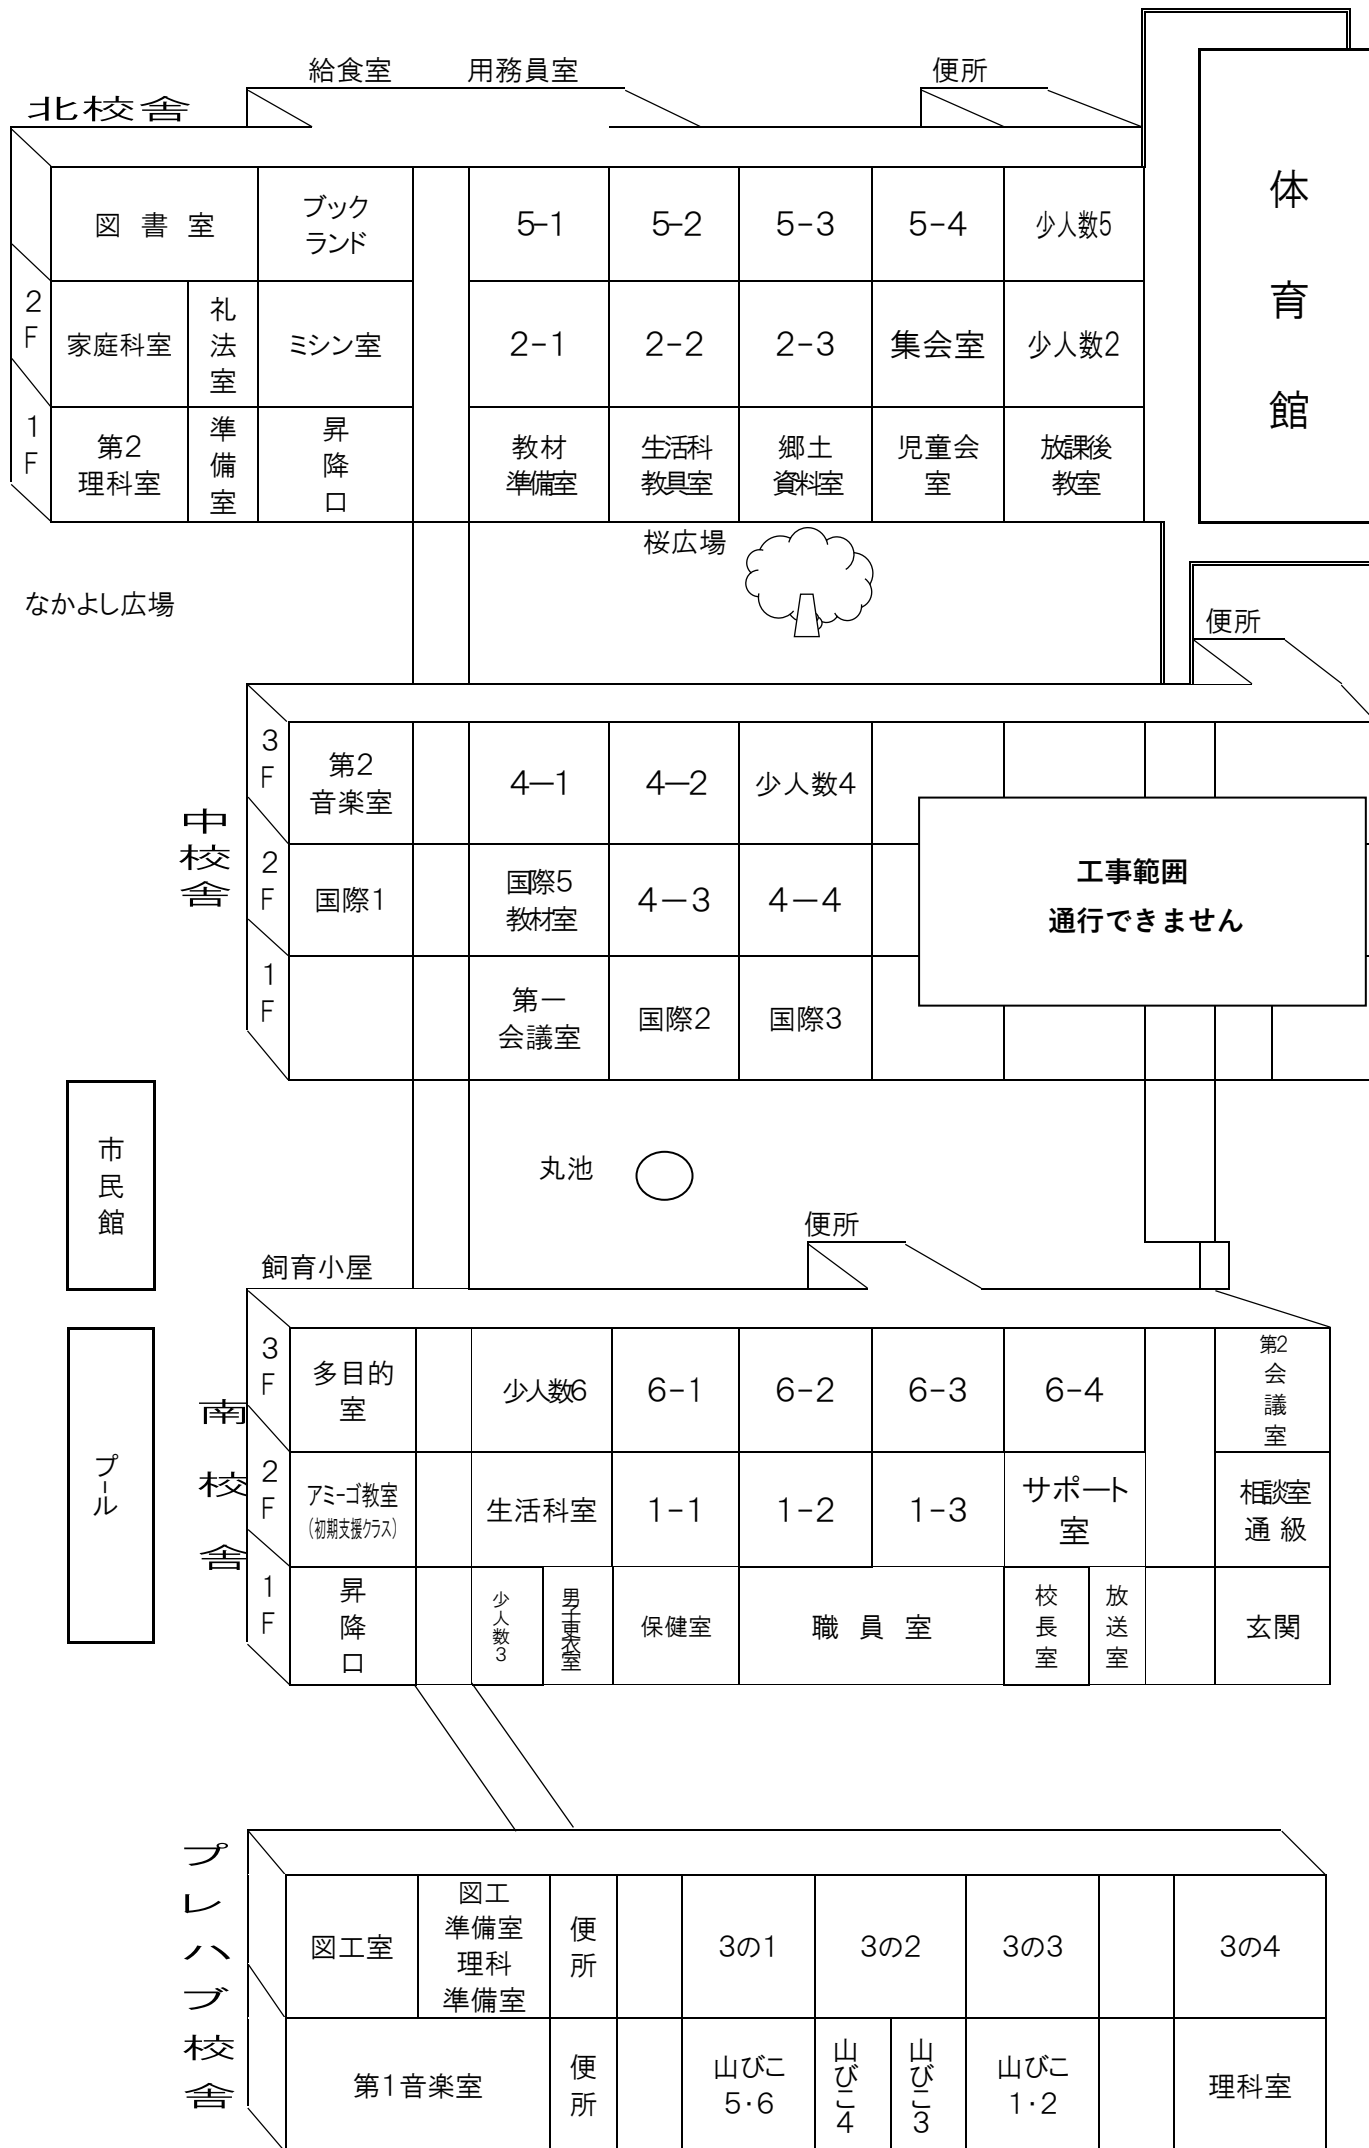 給食室 用務員室 便所
北校舎
体育館
図書室 ブック
ランド 5-1 5-2 5-3 5-4 少人数5
2F
家庭科室 礼法室 ミシン室 2-1 2-2 2-3 集会室 少人数2
1F
第2
理科室 準備室 昇降口 教材
準備室 生活科
教具室 郷土
資料室 児童会
室 放課後
教室
桜広場
なかよし広場
便所
中校舎
3F
第2
音楽室 4―1 4―2 少人数4
工事範囲
通行できません
2F
国際1 国際5
教材室 4－3 4－4
1F
第一
会議室 国際2 国際3
市民館
丸池
便所
飼育小屋
プール
南校舎
3F
多目的
室 少人数6 6-1 6-2 6-3 6-4 第2会議室
2F
アミーゴ教室
(初期支援クラス) 生活科室 1-1 1-2 1-3 サポート
室 相談室
通級
1F
昇降口 少人数3 男子更衣室 保健室 職員室 校長室 放送室 玄関
プレハブ校舎
図工室 図工
準備室
理科
準備室 便所 3の1 3の2 3の3 3の4
第1音楽室 便所 山びこ
5・6 山びこ4 山びこ3 山びこ
1・2 理科室